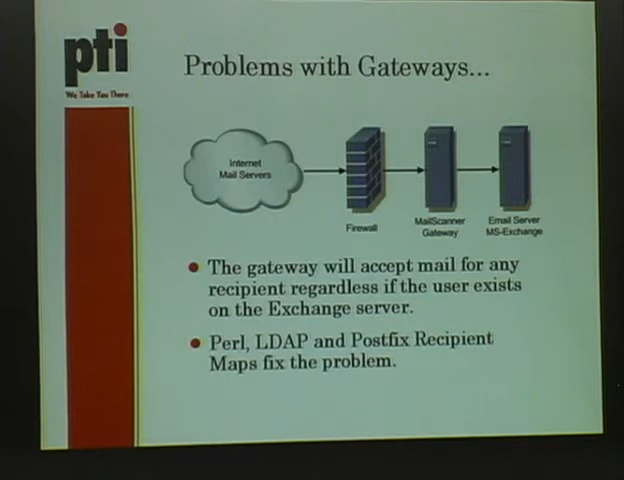 pti
We Take You There
Problems with Gateways...
Internet
Mail Servers
Firewall
MailScanner
Gateway
Email Server
MS-Exchange
The gateway will accept mail for any
recipient regardless if the user exists
on the Exchange server.
Perl, LDAP and Postfix Recipient
Maps fix the problem.